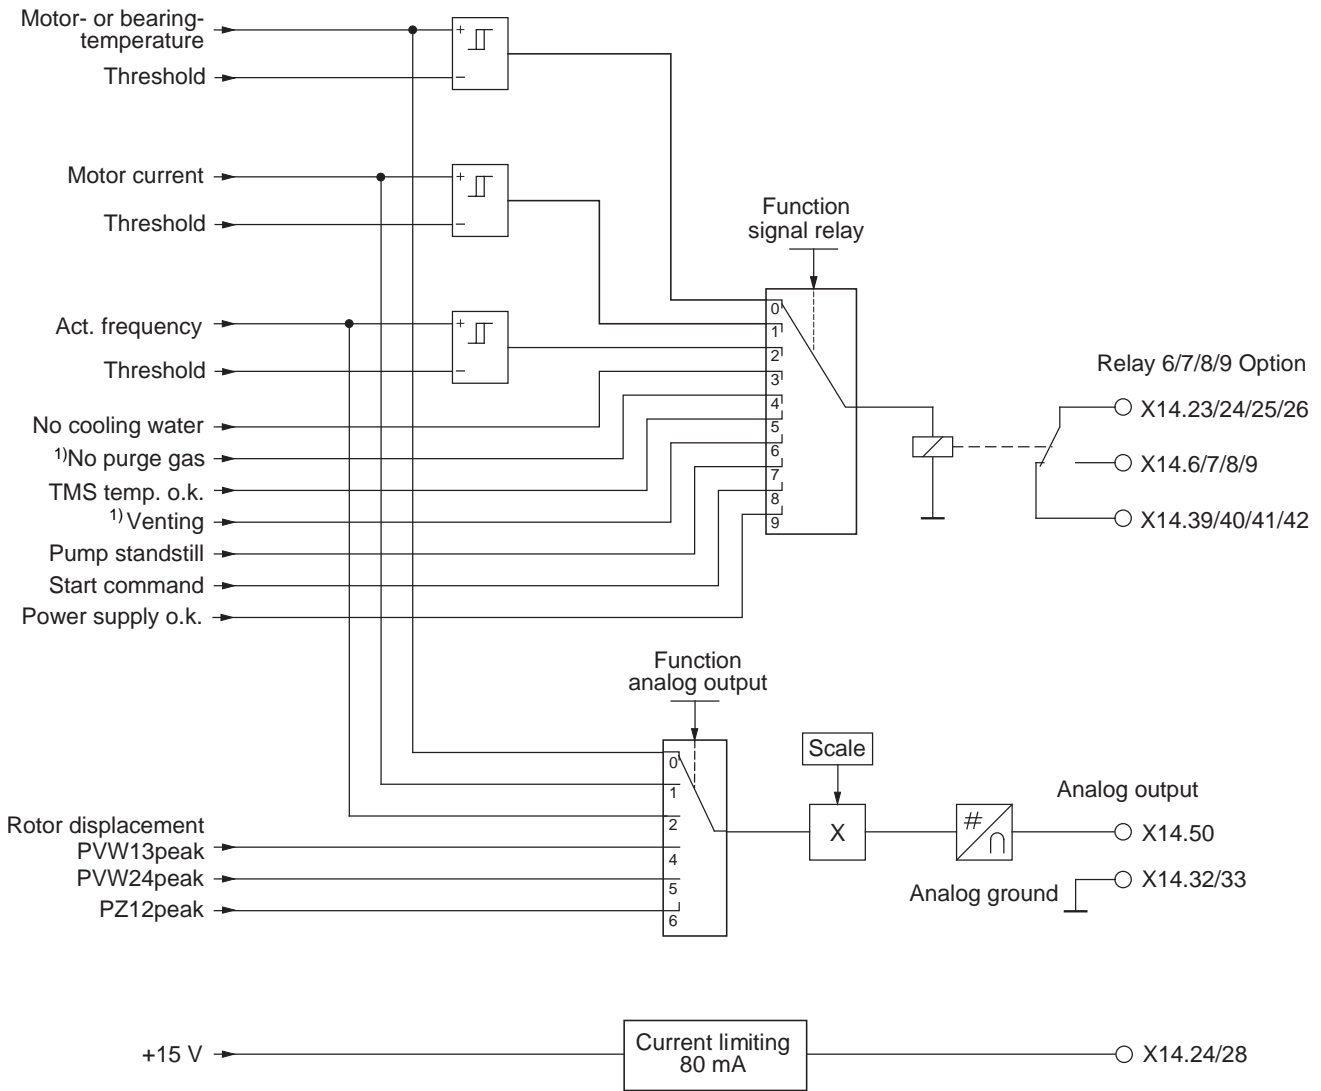 Motor- or bearing-
temperature
+
Threshold
−
Motor current
+
Threshold
−
Function
signal relay
Act. frequency
+
Threshold
−
0
1
2
3
4
5
6
7
8
9
Relay 6/7/8/9 Option
X14.23/24/25/26
X14.6/7/8/9
X14.39/40/41/42
No cooling water
1)No purge gas
TMS temp. o.k.
1) Venting
Pump standstill
Start command
Power supply o.k.
Function
analog output
0
1
2
4
5
6
Scale
X
#
∩
Analog output
X14.50
Analog ground
X14.32/33
Rotor displacement
PVW13peak
PVW24peak
PZ12peak
+15 V
Current limiting
80 mA
X14.24/28